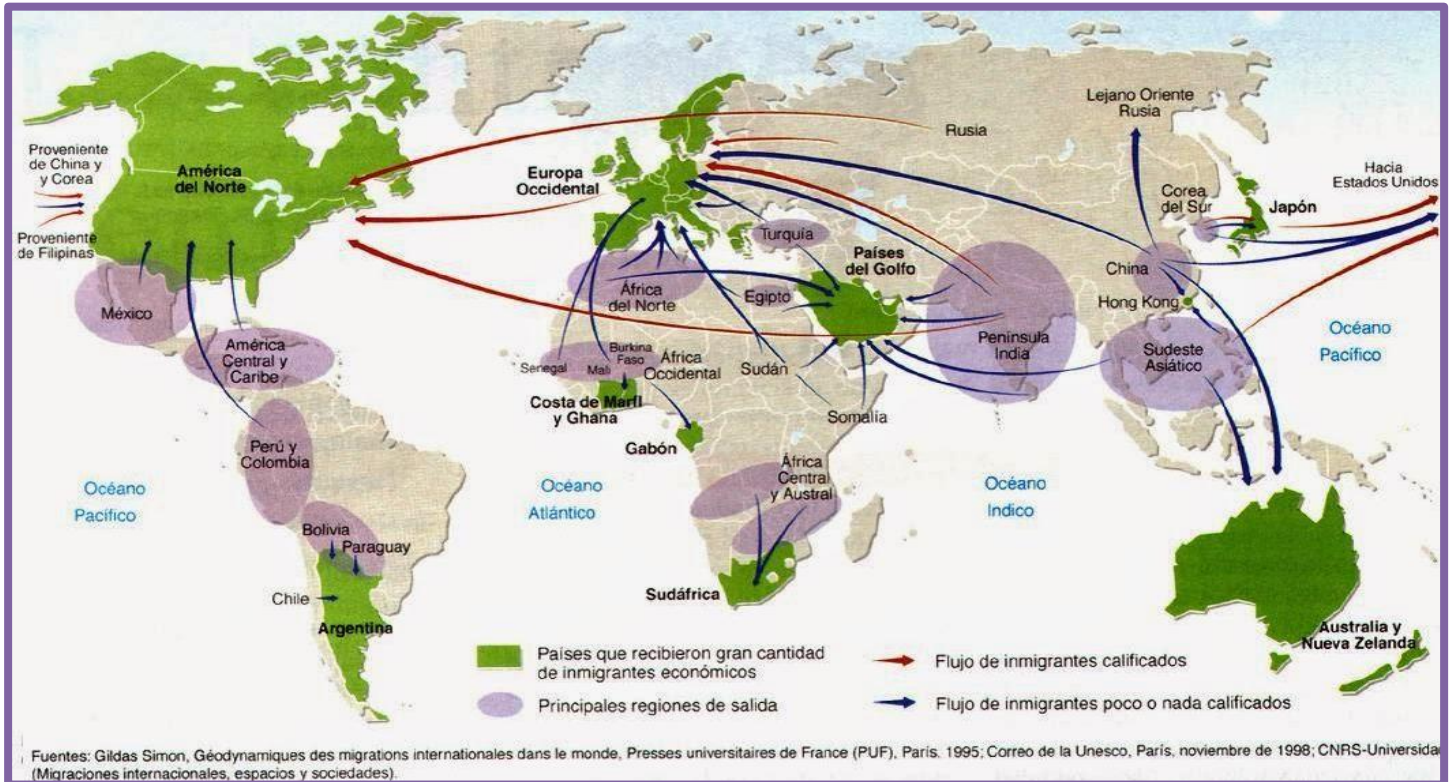 Proveniente
de China y
y Corea
Proveniente
de Filipinas
América
del Norte
México
América
Central y
Caribe
Perú y
Colombia
Bolivia
Paraguay
Chile
Argentina
Océano
Pacífico
Europa
Occidental
Turquía
África
del Norte
Egipto
Países
del Golfo
Senegal
Malí
Burkina
Faso
África
Occidental
Sudán
Somalía
Costa de Marfil
y Ghana
Gabón
África
Central
y Austral
Sudáfrica
Océano
Atlántico
Rusia
Lejano Oriente
Rusia
Corea
del Sur
Japón
Hacia
Estados Unidos
China
Hong Kong
Península
India
Sudeste
Asiático
Océano
Pacífico
Océano
Indico
Australia y
Nueva Zelanda
Países que recibieron gran cantidad
de inmigrantes económicos
Principales regiones de salida
Flujo de inmigrantes calificados
Flujo de inmigrantes poco o nada calificados
Fuentes: Gildas Simon, Géodynamiques des migrations internationales dans le monde, Presses universitaires de France (PUF), París. 1995; Correo de la Unesco, París, noviembre de 1998; CNRS-Universida
(Migraciones internacionales, espacios y sociedades).